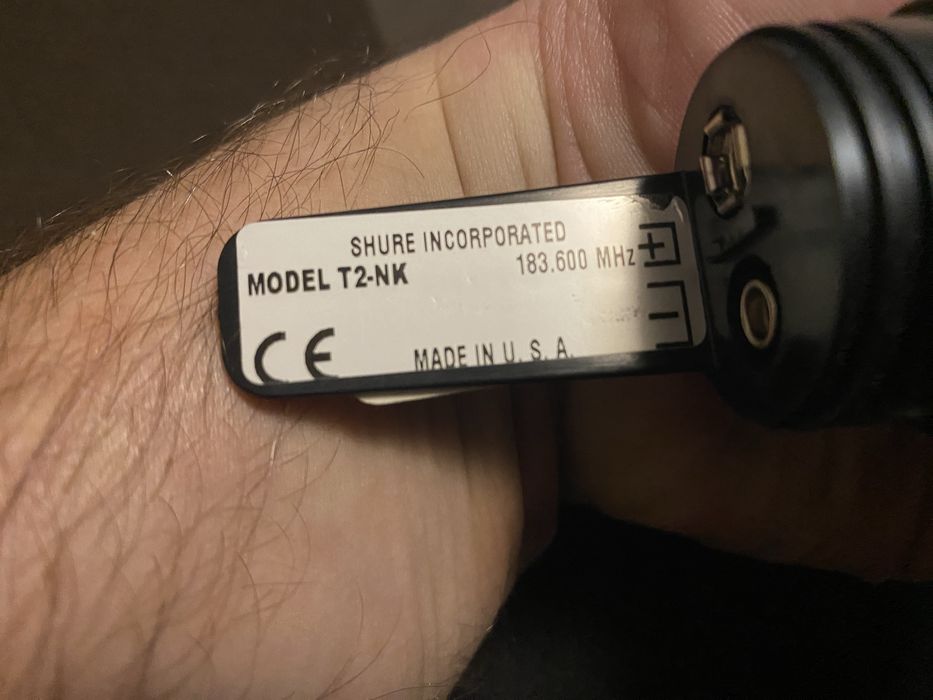 SHURE INCORPORATED
MODEL T2-NK 183.600 MHz
CE
MADE IN U. S. A.
+
−